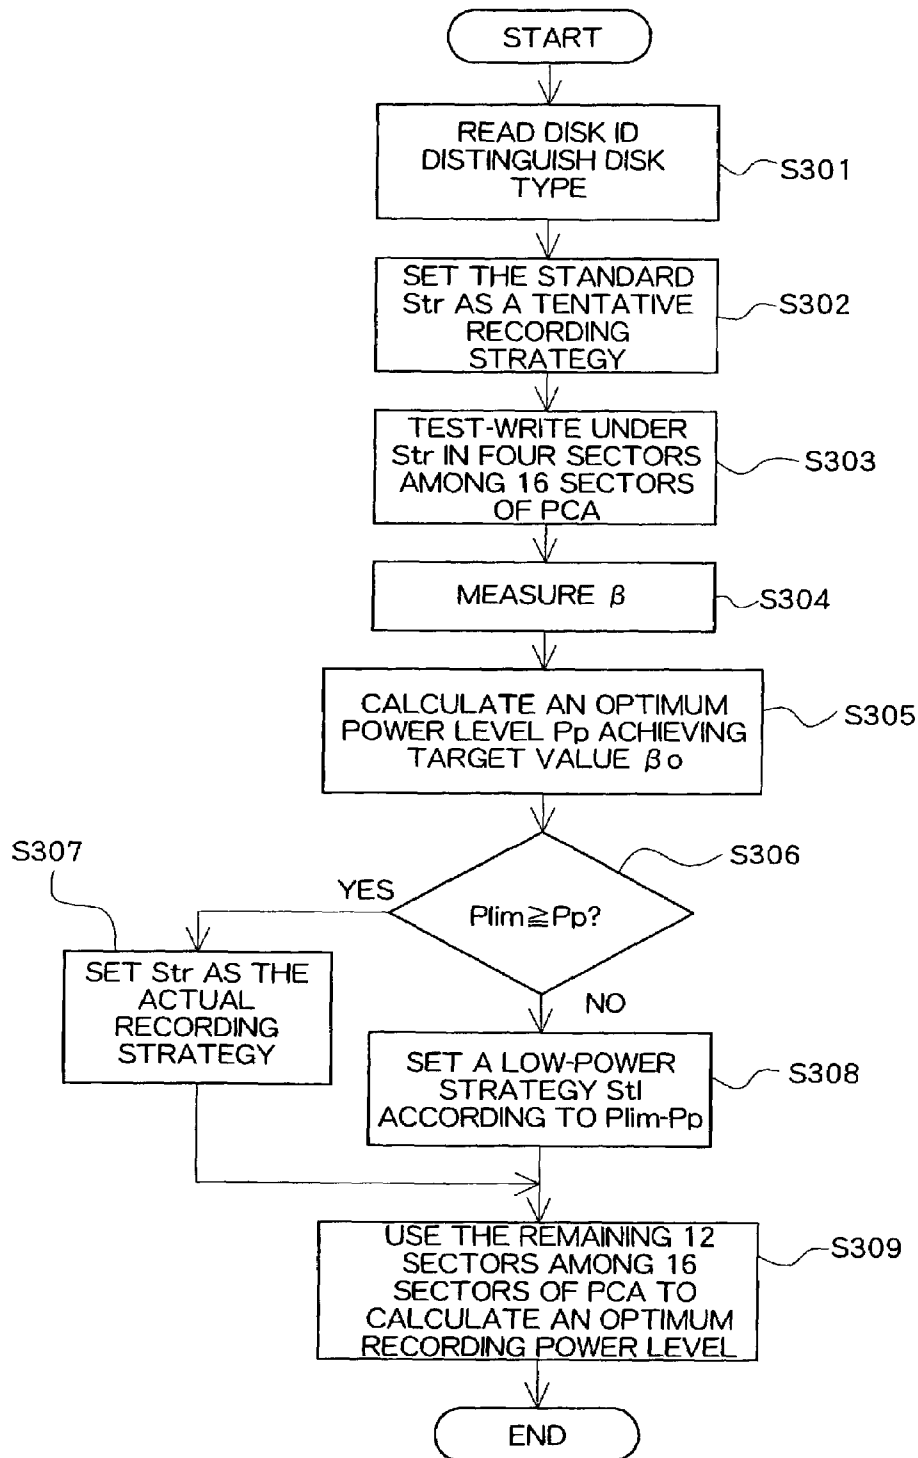 START
READ DISK ID
DISTINGUISH DISK
TYPE
S301
SET THE STANDARD
Str AS A TENTATIVE
RECORDING
STRATEGY
S302
TEST-WRITE UNDER
Str IN FOUR SECTORS
AMONG 16 SECTORS
OF PCA
S303
MEASURE β
S304
CALCULATE AN OPTIMUM
POWER LEVEL Pp ACHIEVING
TARGET VALUE βo
S305
Plim≧Pp?
S306
YES
NO
S307
SET Str AS THE
ACTUAL
RECORDING
STRATEGY
SET A LOW-POWER
STRATEGY Stl
ACCORDING TO Plim-Pp
S308
USE THE REMAINING 12
SECTORS AMONG 16
SECTORS OF PCA TO
CALCULATE AN OPTIMUM
RECORDING POWER LEVEL
S309
END